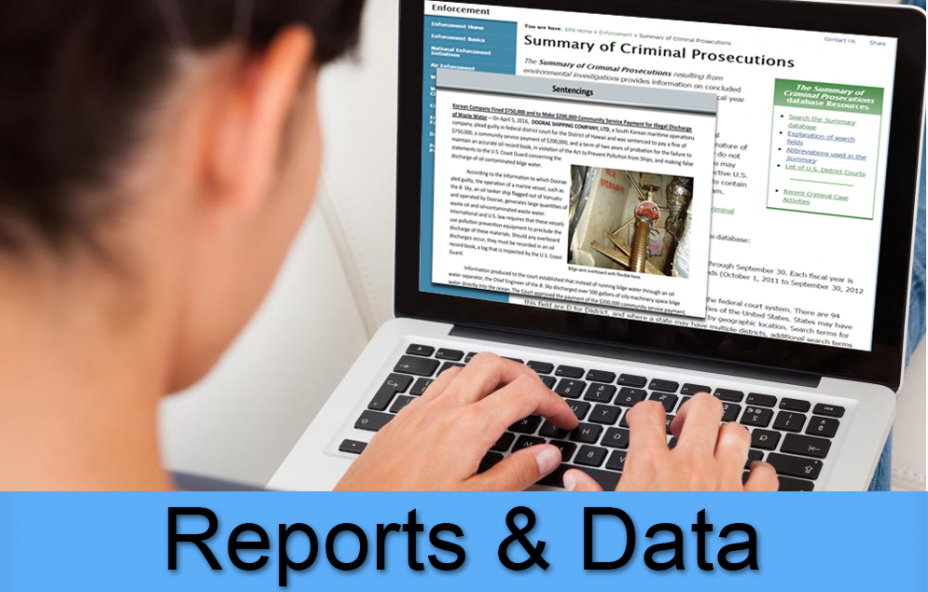 Enforcement
Enforcement Home
Enforcement Basics
National Enforcement
Initiatives
Air Enforcement
You are here: EPA Home » Enforcement » Summary of Criminal Prosecutions
Contact Us Share
Summary of Criminal Prosecutions
The Summary of Criminal Prosecutions resulting from
environmental investigations provides information on concluded
cal year
nature of
do not
u may
ctive U.S.
to contain
database:
The Summary of
Criminal Prosecutions
database Resources
Search the Summary
database
Explanation of search
fields
Abbreviations used in the
Summary
List of U.S. District Courts
Recent Criminal Case
Activities
Sentencings
Korean Company Fined $750,000 and to Make $200,000 Community Service Payment for Illegal Discharge
of Waste Water – On April 5, 2016, DOORAE SHIPPING COMPANY, LTD, a South Korean maritime operations
company, pled guilty in federal district court for the District of Hawaii and was sentenced to pay a fine of
$750,000, a community service payment of $200,000, and a term of two years of probation for the failure to
maintain an accurate oil record book, in violation of the Act to Prevent Pollution from Ships, and making false
statements to the U.S. Coast Guard concerning the
discharge of oil contaminated bilge water.
According to the Information to which Doorae
pled guilty, the operation of a marine vessel, such as
the B. Sky, an oil tanker ship flagged out of Vanuatu
and operated by Doorae, generates large quantities of
waste oil and oil-contaminated waste water.
International and U.S. law requires that these vessels
use pollution prevention equipment to preclude the
discharge of these materials. Should any overboard
discharges occur, they must be recorded in an oil
record book, a log that is inspected by the U.S. Coast
Guard.
Bilge vent overboard with flexible hose.
Information produced to the court established that instead of running bilge water through an oil
water separator, the Chief Engineer of the B. Sky discharged over 500 gallons of oily machinery space bilge
water directly into the ocean. The Court approved the payment of the $200,000 community service payment,
through September 30. Each fiscal year is
ds (October 1, 2011 to September 30, 2012
the federal court system. There are 94
ries of the United States. States may have
by geographic location. Search terms for
this field are D for District, and where a state may have multiple districts, additional search terms
Reports & Data